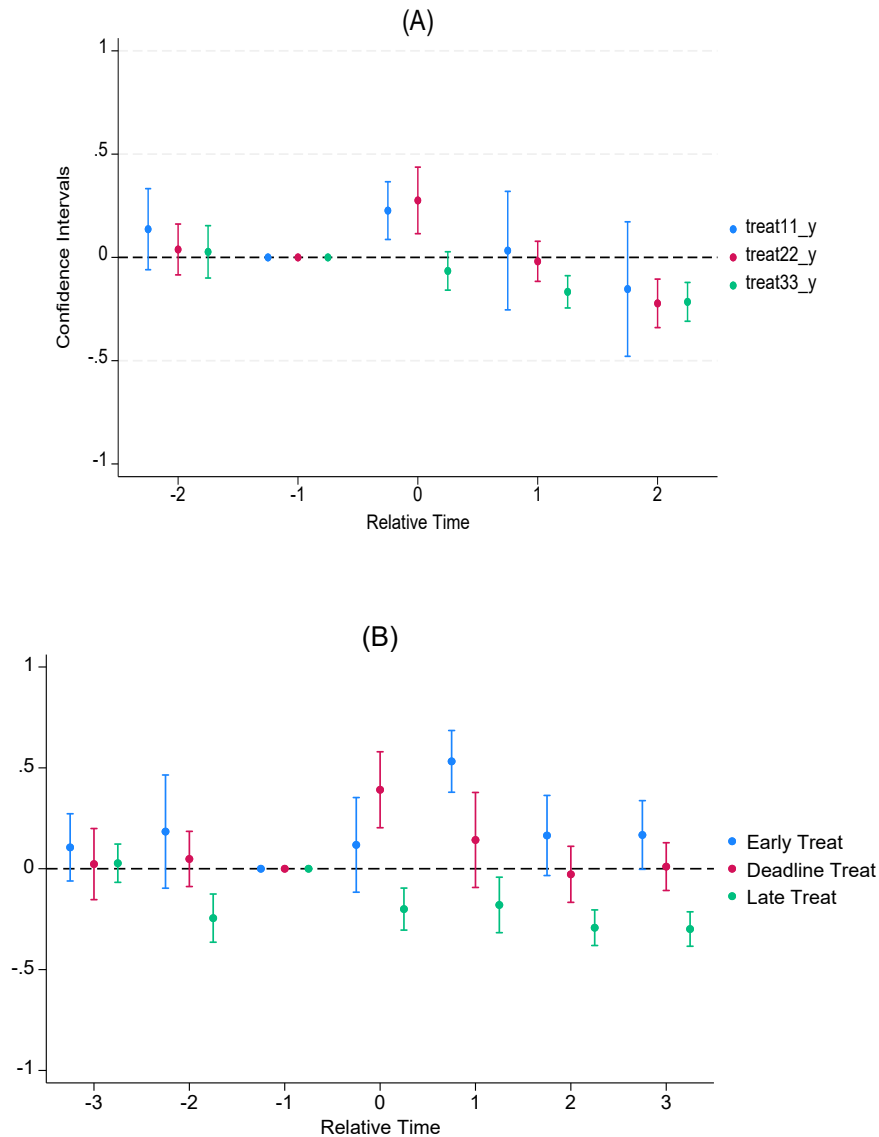 (A)
1
.5
0
-.5
-1
Confidence Intervals
-2 -1 0 1 2
Relative Time
treat11_y
treat22_y
treat33_y
(B)
1
.5
0
-.5
-1
-3 -2 -1 0 1 2 3
Relative Time
Early Treat
Deadline Treat
Late Treat